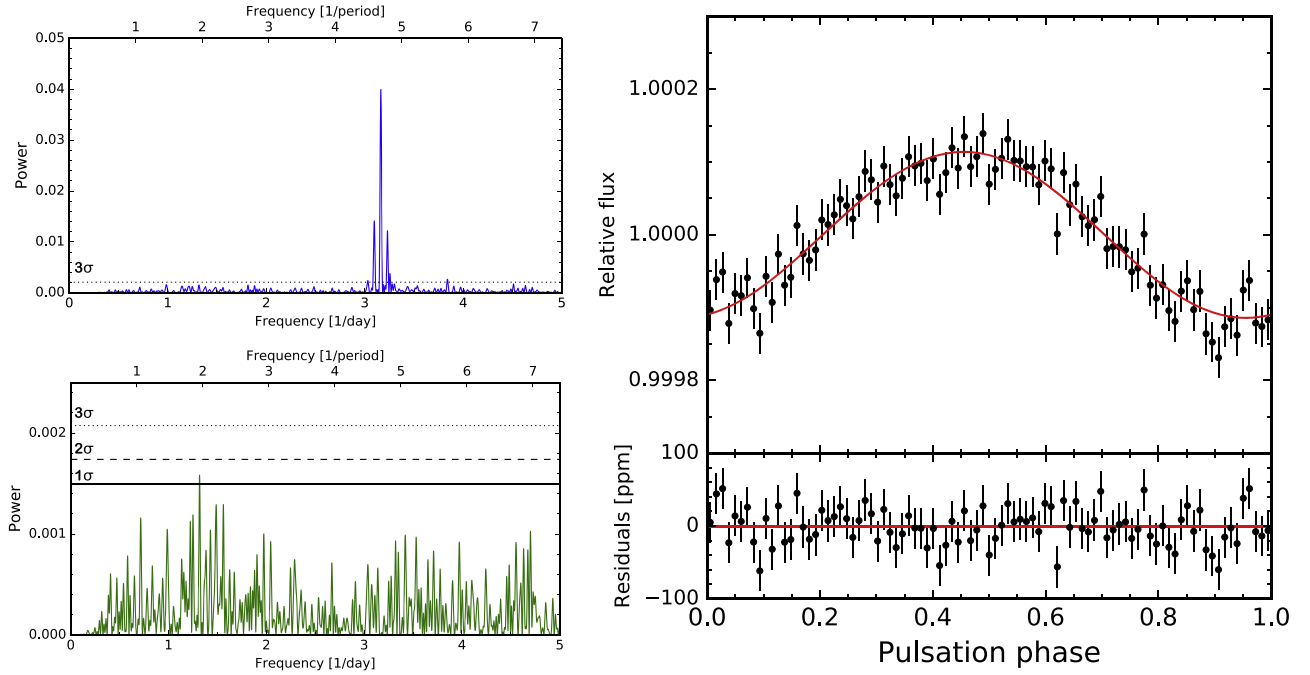 Frequency [1/period]
1 2 3 4 5 6 7
0.05
0.04
0.03
0.02
0.01
0.00
Power
3σ
0 1 2 3 4 5
Frequency [1/day]
Frequency [1/period]
1 2 3 4 5 6 7
3σ
0.002
2σ
1σ
0.001
0.000
Power
0 1 2 3 4 5
Frequency [1/day]
1.0002
1.0000
0.9998
Relative flux
100
0
−100
Residuals [ppm]
0.0 0.2 0.4 0.6 0.8 1.0
Pulsation phase